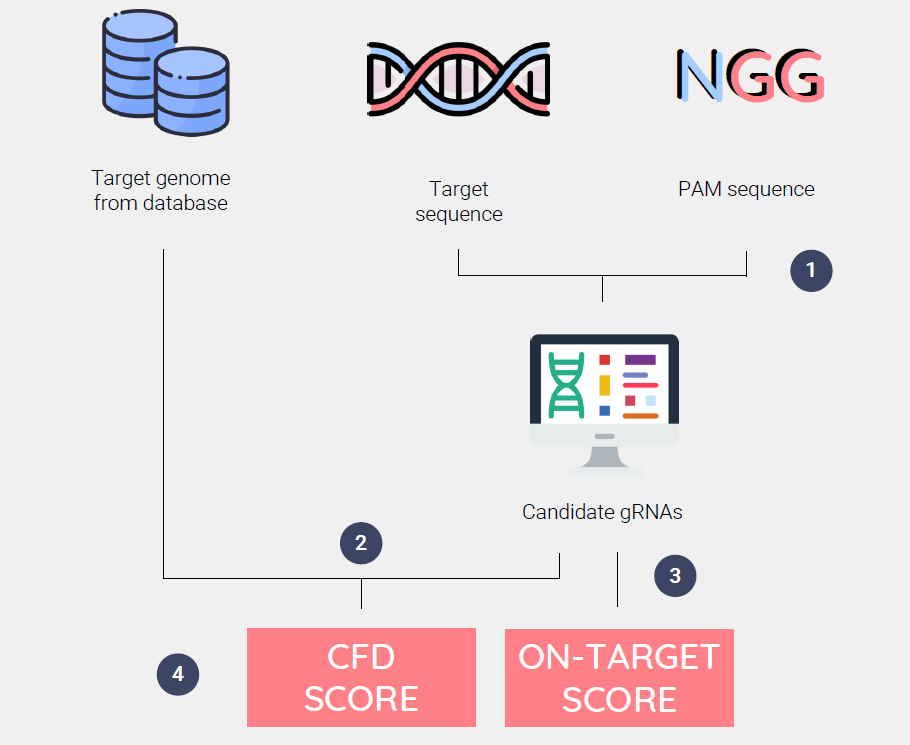 NGG
Target genome
from database
Target
sequence
PAM sequence
1
Candidate gRNAs
2
3
4
CFD
SCORE
ON-TARGET
SCORE